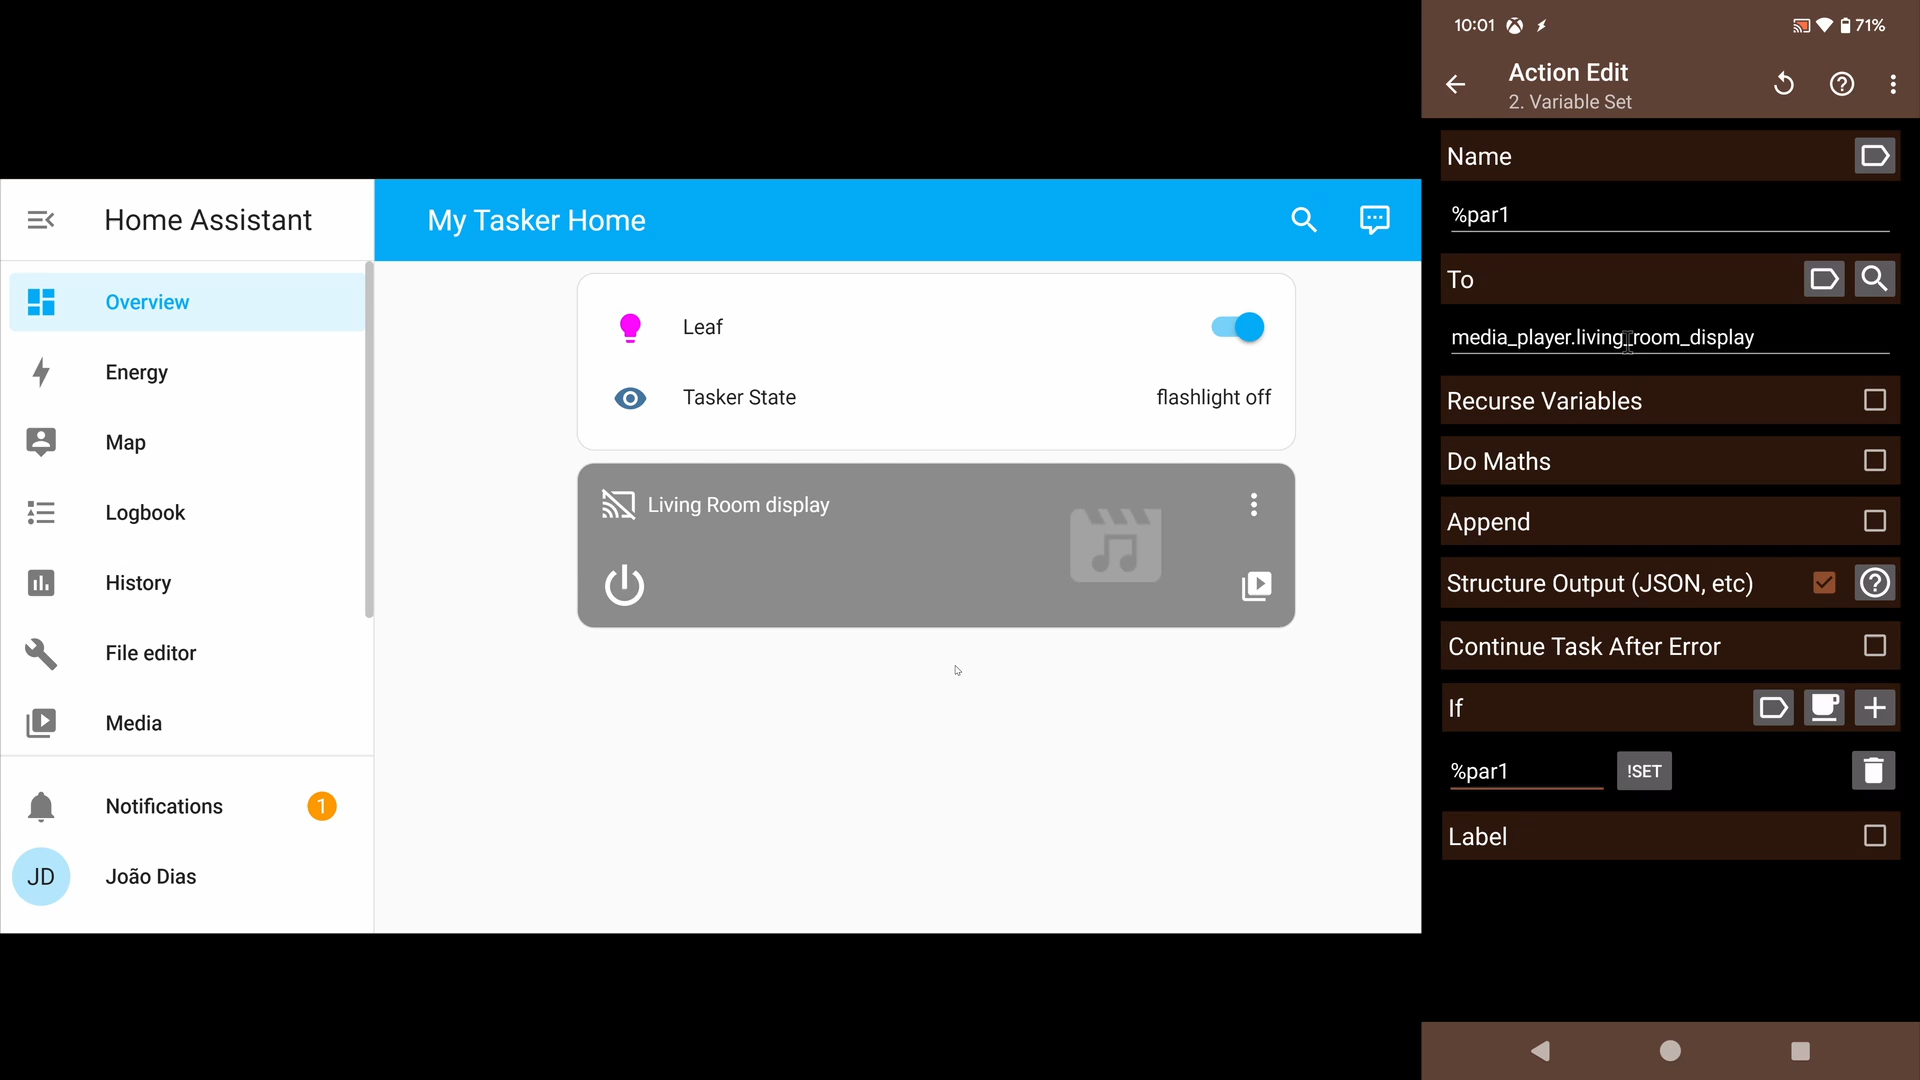 Home Assistant
My Tasker Home
Overview
Energy
Map
Logbook
History
File editor
Media
Notifications
1
JD
João Dias
Leaf
Tasker State
flashlight off
Living Room display
10:01
71%
Action Edit
2. Variable Set
Name
%par1
To
media_player.living_room_display
Recurse Variables
Do Maths
Append
Structure Output (JSON, etc)
Continue Task After Error
If
%par1
!SET
Label